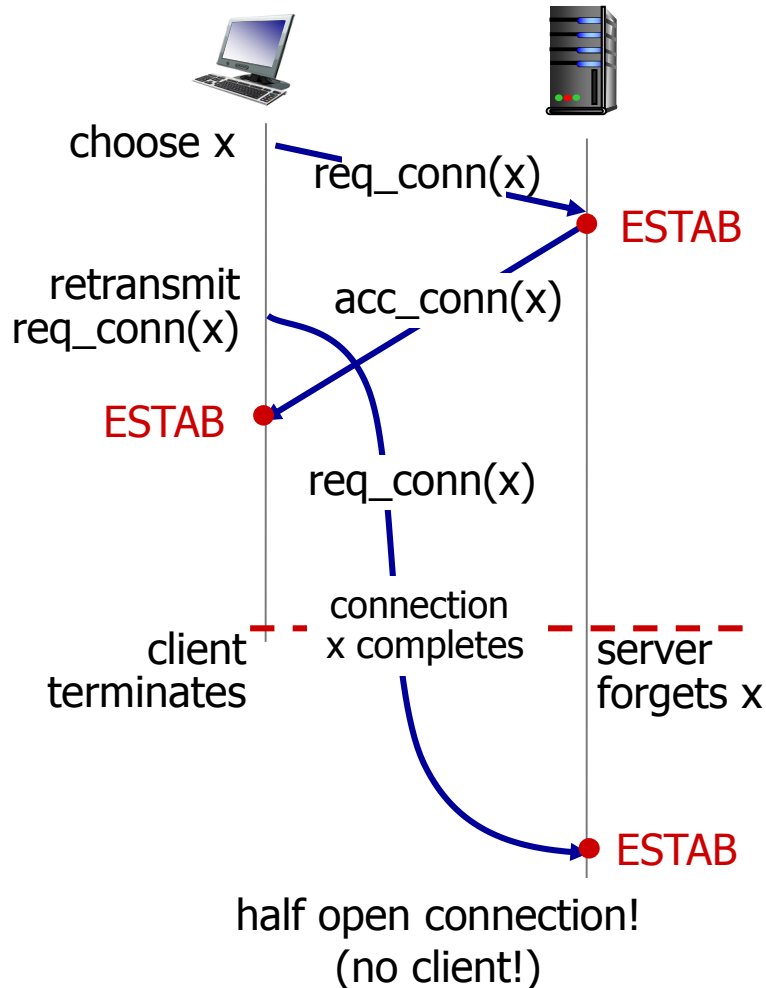 choose x
req_conn(x)
ESTAB
retransmit
req_conn(x)
acc_conn(x)
ESTAB
req_conn(x)
connection
x completes
client
terminates
server
forgets x
ESTAB
half open connection!
(no client!)